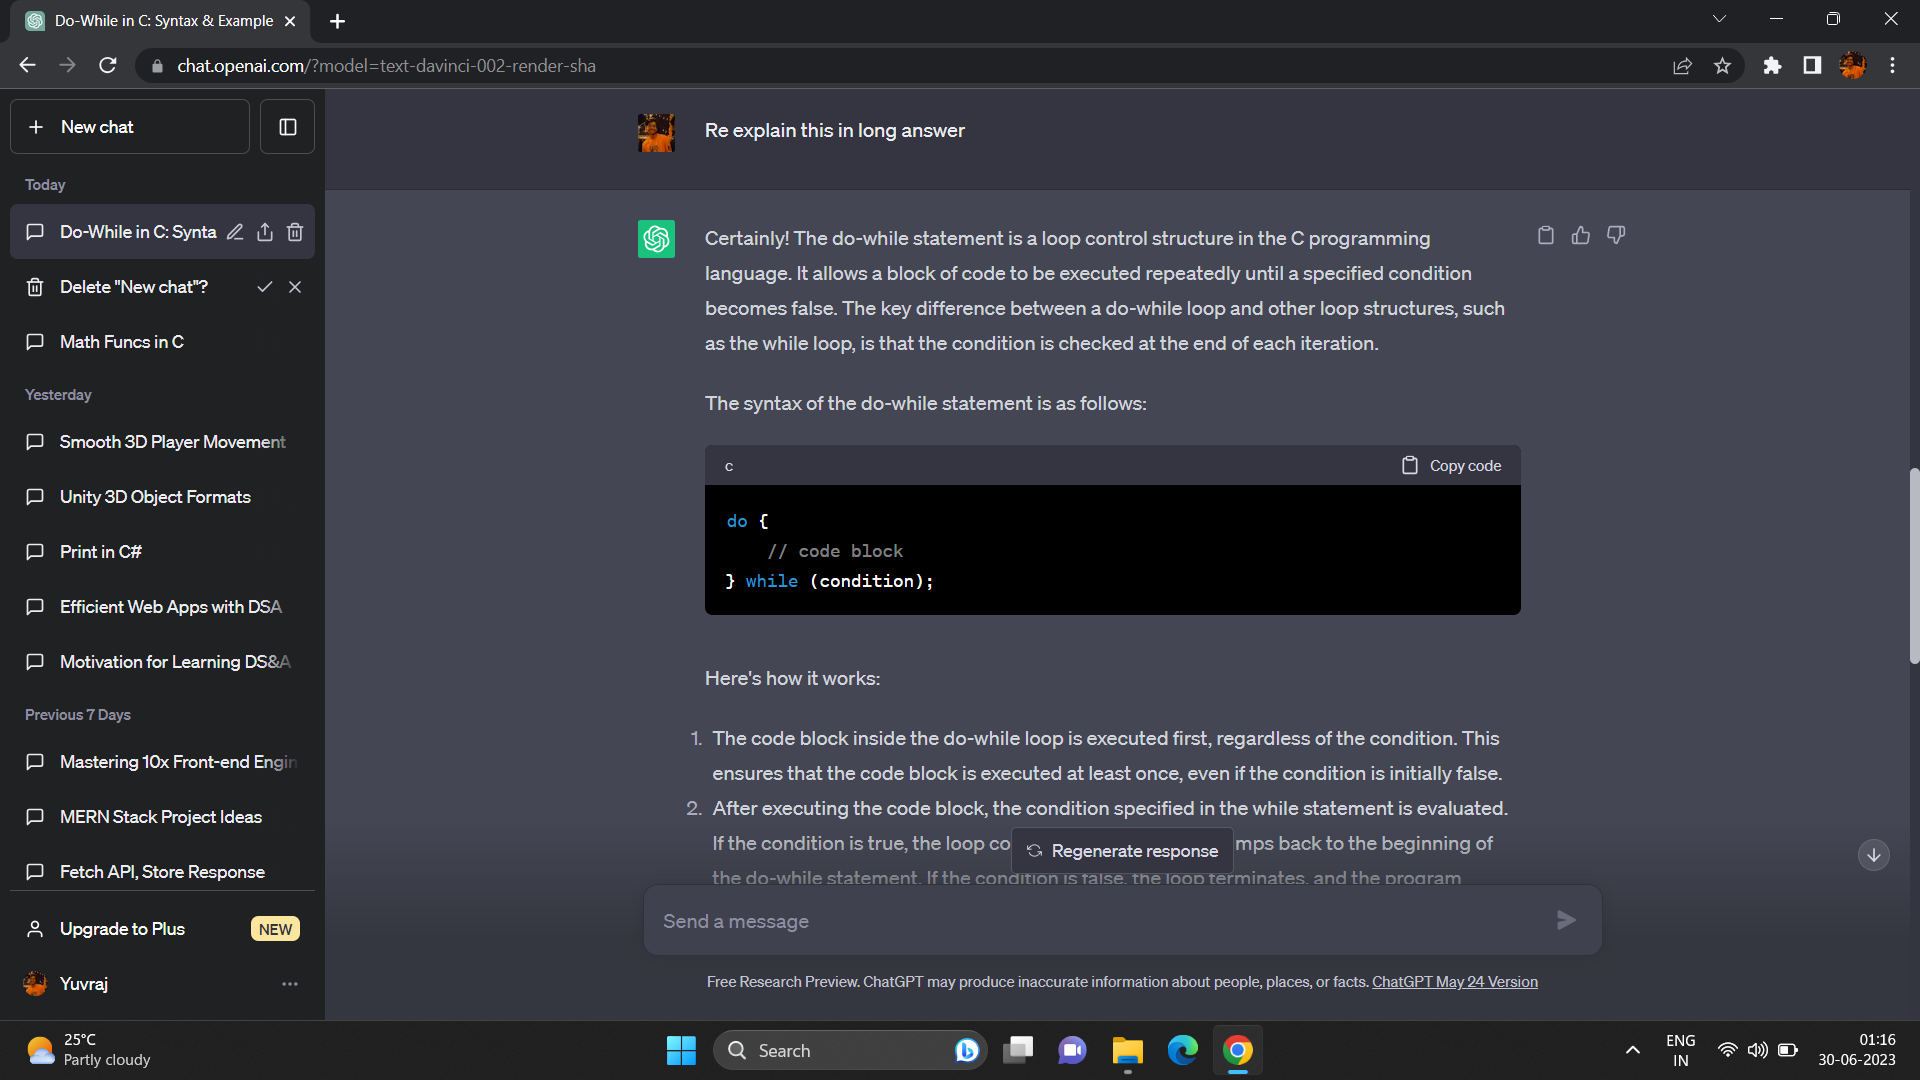 Do-While in C: Syntax & Example
chat.openai.com/?model=text-davinci-002-render-sha
New chat
Today
Do-While in C: Synta
Delete "New chat"?
Math Funcs in C
Yesterday
Smooth 3D Player Movement
Unity 3D Object Formats
Print in C#
Efficient Web Apps with DSA
Motivation for Learning DS&A
Previous 7 Days
Mastering 10x Front-end Engin
MERN Stack Project Ideas
Fetch API, Store Response
Upgrade to Plus NEW
Yuvraj
Re explain this in long answer
Certainly! The do-while statement is a loop control structure in the C programming
language. It allows a block of code to be executed repeatedly until a specified condition
becomes false. The key difference between a do-while loop and other loop structures, such
as the while loop, is that the condition is checked at the end of each iteration.
The syntax of the do-while statement is as follows:
c Copy code
do {
// code block
} while (condition);
Here's how it works:
1. The code block inside the do-while loop is executed first, regardless of the condition. This
ensures that the code block is executed at least once, even if the condition is initially false.
2. After executing the code block, the condition specified in the while statement is evaluated.
If the condition is true, the loop co mps back to the beginning of
Regenerate response
the do-while statement. If the condition is false, the loop terminates, and the program
Send a message
Free Research Preview. ChatGPT may produce inaccurate information about people, places, or facts. ChatGPT May 24 Version
25°C
Partly cloudy
Search
ENG
IN
01:16
30-06-2023